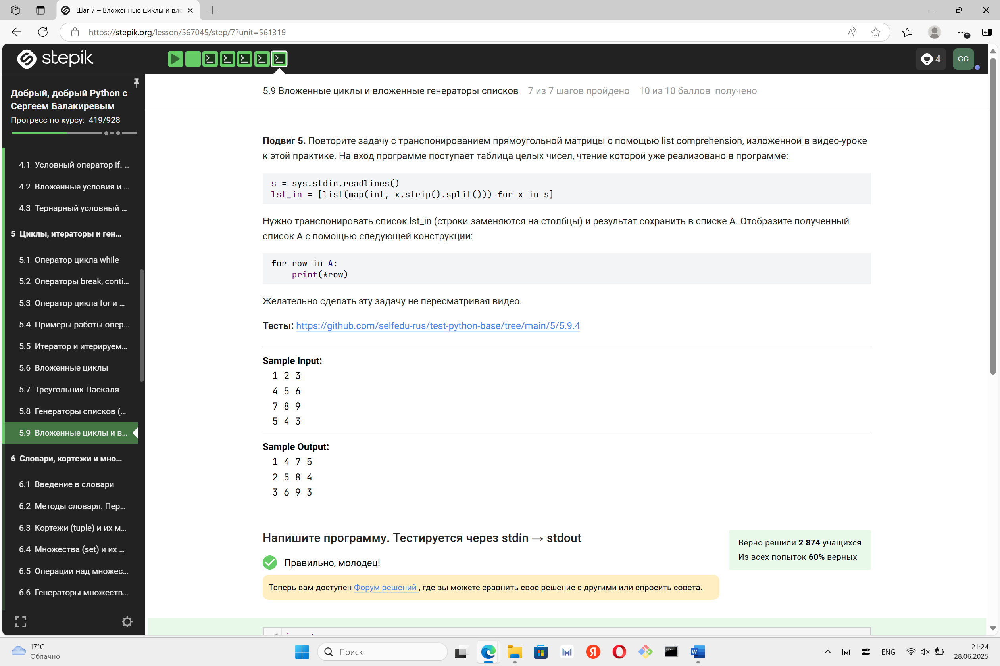 Шаг 7 – Вложенные циклы и вл
https://stepik.org/lesson/567045/step/7?unit=561319
stepik
4
CC
Добрый, добрый Python с
Сергеем Балакиревым
Прогресс по курсу: 419/928
4.1 Условный оператор if. ...
4.2 Вложенные условия и ...
4.3 Тернарный условный ...
5 Циклы, итераторы и ген...
5.1 Оператор цикла while
5.2 Операторы break, conti...
5.3 Оператор цикла for и ...
5.4 Примеры работы опер...
5.5 Итератор и итерируем...
5.6 Вложенные циклы
5.7 Треугольник Паскаля
5.8 Генераторы списков (...
5.9 Вложенные циклы и в...
6 Словари, кортежи и мно...
6.1 Введение в словари
6.2 Методы словаря. Пер...
6.3 Кортежи (tuple) и их м...
6.4 Множества (set) и их ...
6.5 Операции над множес...
6.6 Генераторы множеств...
5.9 Вложенные циклы и вложенные генераторы списков 7 из 7 шагов пройдено 10 из 10 баллов получено
Подвиг 5. Повторите задачу с транспонированием прямоугольной матрицы с помощью list comprehension, изложенной в видео-уроке
к этой практике. На вход программе поступает таблица целых чисел, чтение которой уже реализовано в программе:
s = sys.stdin.readlines()
lst_in = [list(map(int, x.strip().split())) for x in s]
Нужно транспонировать список lst_in (строки заменяются на столбцы) и результат сохранить в списке A. Отобразите полученный
список A с помощью следующей конструкции:
for row in A:
    print(*row)
Желательно сделать эту задачу не пересматривая видео.
Тесты: https://github.com/selfedu-rus/test-python-base/tree/main/5/5.9.4
Sample Input:
1 2 3
4 5 6
7 8 9
5 4 3
Sample Output:
1 4 7 5
2 5 8 4
3 6 9 3
Напишите программу. Тестируется через stdin → stdout
Верно решили 2 874 учащихся
Из всех попыток 60% верных
Правильно, молодец!
Теперь вам доступен Форум решений , где вы можете сравнить свое решение с другими или спросить совета.
17°C
Облачно
Поиск
ENG
21:24
28.06.2025